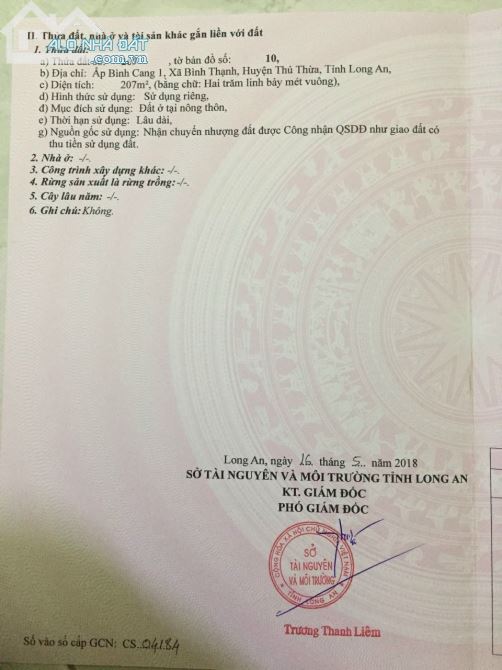 II. Thửa đất, nhà ở và tài sản khác gắn liền với đất
1. Thửa đất:
a) Thửa đất , tờ bản đồ số: 10,
b) Địa chỉ: Ấp Bình Cang 1, Xã Bình Thạnh, Huyện Thủ Thừa, Tỉnh Long An,
c) Diện tích: 207m², (bằng chữ: Hai trăm linh bảy mét vuông),
d) Hình thức sử dụng: Sử dụng riêng,
đ) Mục đích sử dụng: Đất ở tại nông thôn,
e) Thời hạn sử dụng: Lâu dài,
g) Nguồn gốc sử dụng: Nhận chuyển nhượng đất được Công nhận QSDĐ như giao đất có
thu tiền sử dụng đất.
2. Nhà ở: -/-.
3. Công trình xây dựng khác: -/-.
4. Rừng sản xuất là rừng trồng:-/-.
5. Cây lâu năm: -/-.
6. Ghi chú: Không.
Long An, ngày 16 tháng 5.. năm 2018
SỞ TÀI NGUYÊN VÀ MÔI TRƯỜNG TỈNH LONG AN
KT. GIÁM ĐỐC
PHÓ GIÁM ĐỐC
CỘNG HÒA XÃ HỘI CHỦ NGHĨA VIỆT NAM
SỞ
TÀI NGUYÊN
VÀ MÔI TRƯỜNG
TỈNH LONG AN
Trương Thanh Liêm
Số vào sổ cấp GCN: CS..04184